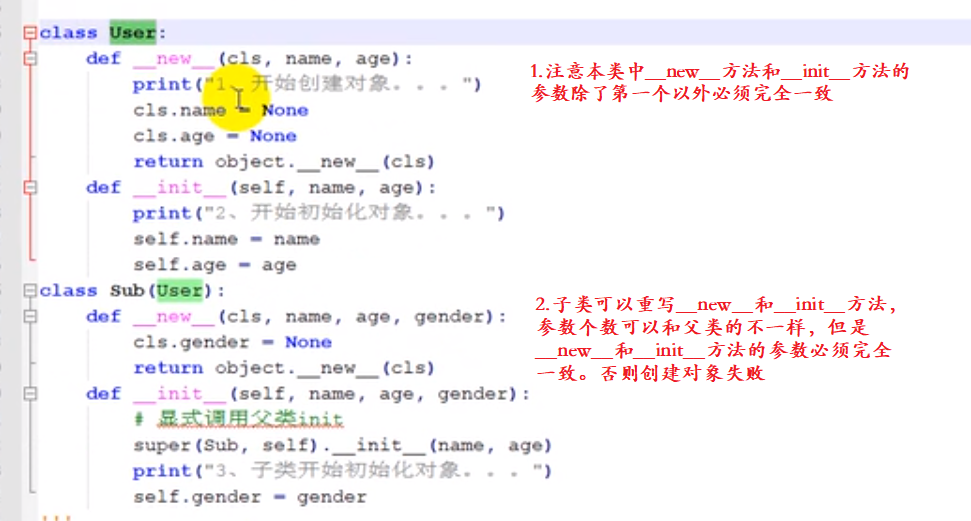 class User:
def __new__(cls, name, age):
print("1、开始创建对象。。。")
cls.name = None
cls.age = None
return object.__new__(cls)
def __init__(self, name, age):
print("2、开始初始化对象。。。")
self.name = name
self.age = age
class Sub(User):
def __new__(cls, name, age, gender):
cls.gender = None
return object.__new__(cls)
def __init__(self, name, age, gender):
# 显式调用父类init
super(Sub, self).__init__(name, age)
print("3、子类开始初始化对象。。。")
self.gender = gender
'''
1.注意本类中__new__方法和__init__方法的
参数除了第一个以外必须完全一致
2.子类可以重写__new__和__init__方法，
参数个数可以和父类的不一样，但是
__new__和__init__方法的参数必须完全
一致。否则创建对象失败